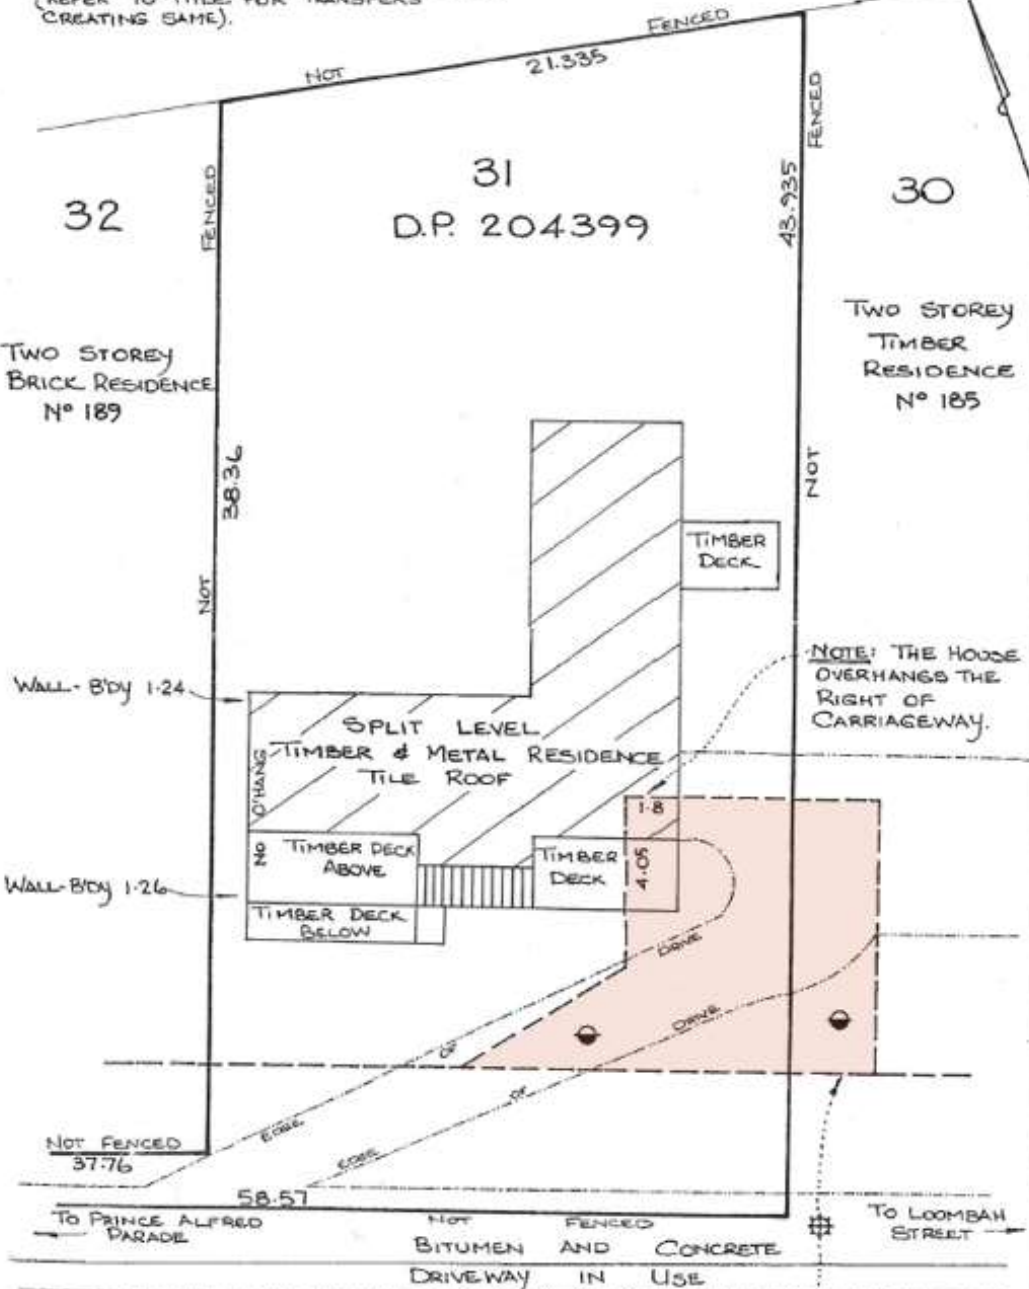 (REFER TO TITLE FOR TRANSFERS
CREATING SAME).
NOT
21.335
FENCED
FENCED
43.935
NOT
31
D.P. 204399
32
FENCED
38.36
NOT
30
TWO STOREY
BRICK RESIDENCE
Nº 189
TWO STOREY
TIMBER
RESIDENCE
Nº 185
TIMBER
DECK
NOTE: THE HOUSE
OVERHANGS THE
RIGHT OF
CARRIAGEWAY.
WALL - B'DY 1.24
SPLIT LEVEL
TIMBER & METAL RESIDENCE
TILE ROOF
NO O'HANG
1.8
4.05
TIMBER DECK
ABOVE
TIMBER
DECK
WALL-B'DY 1.26
TIMBER DECK
BELOW
EDGE OF DRIVE
EDGE OF DRIVE
NOT FENCED
37.76
58.57
TO PRINCE ALFRED
PARADE
NOT FENCED
TO LOOMBAH
STREET
BITUMEN AND CONCRETE
DRIVEWAY IN USE